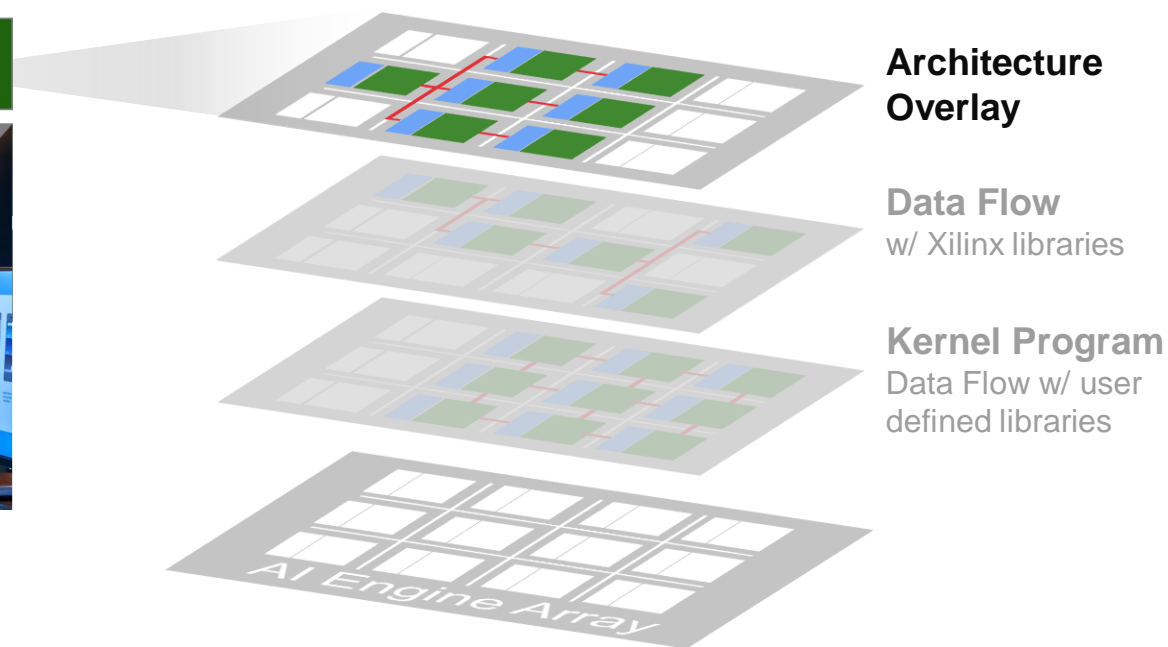 Architecture
Overlay
Data Flow
w/ Xilinx libraries
Kernel Program
Data Flow w/ user
defined libraries
AI Engine Array